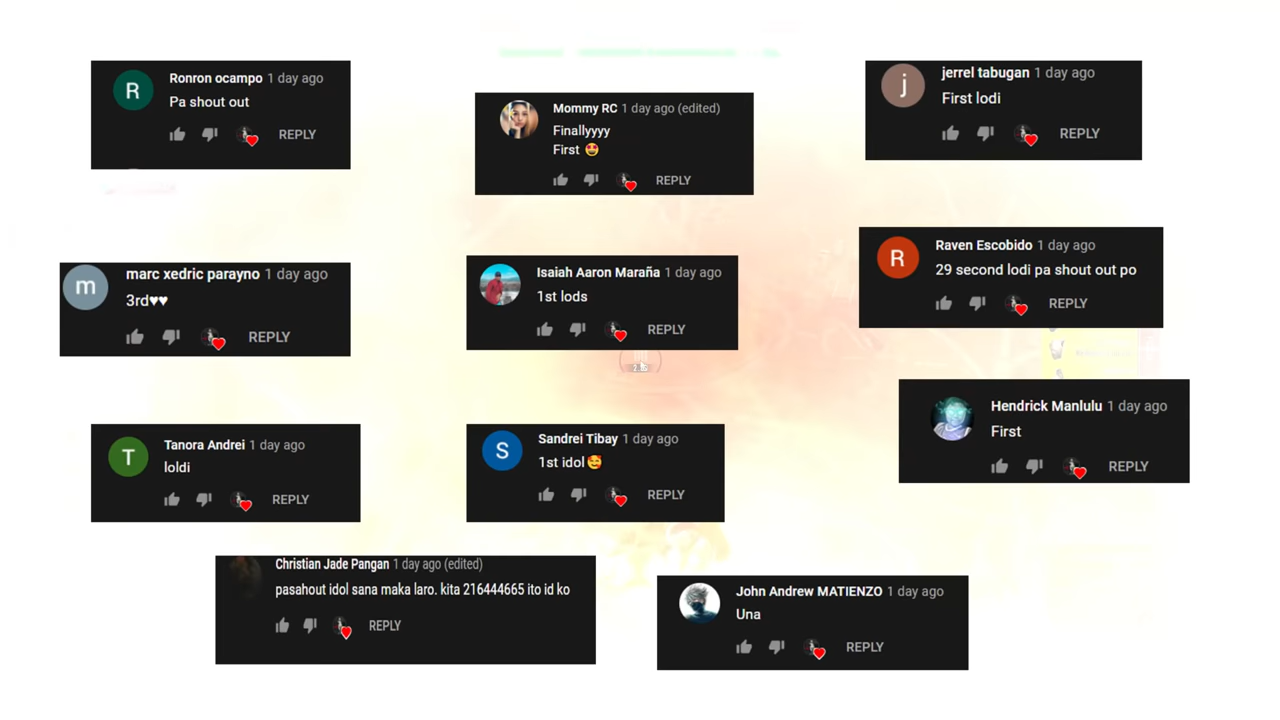 Ronron ocampo 1 day ago
Pa shout out
REPLY
Mommy RC 1 day ago (edited)
Finallyyyy
First 🤩
REPLY
jerrel tabugan 1 day ago
First lodi
REPLY
marc xedric parayno 1 day ago
3rd♥♥
REPLY
Isaiah Aaron Maraña 1 day ago
1st lods
REPLY
Raven Escobido 1 day ago
29 second lodi pa shout out po
REPLY
Tanora Andrei 1 day ago
loldi
REPLY
Sandrei Tibay 1 day ago
1st idol🥰
REPLY
Hendrick Manlulu 1 day ago
First
REPLY
Christian Jade Pangan 1 day ago (edited)
pasahout idol sana maka laro. kita 216444665 ito id ko
REPLY
John Andrew MATIENZO 1 day ago
Una
REPLY